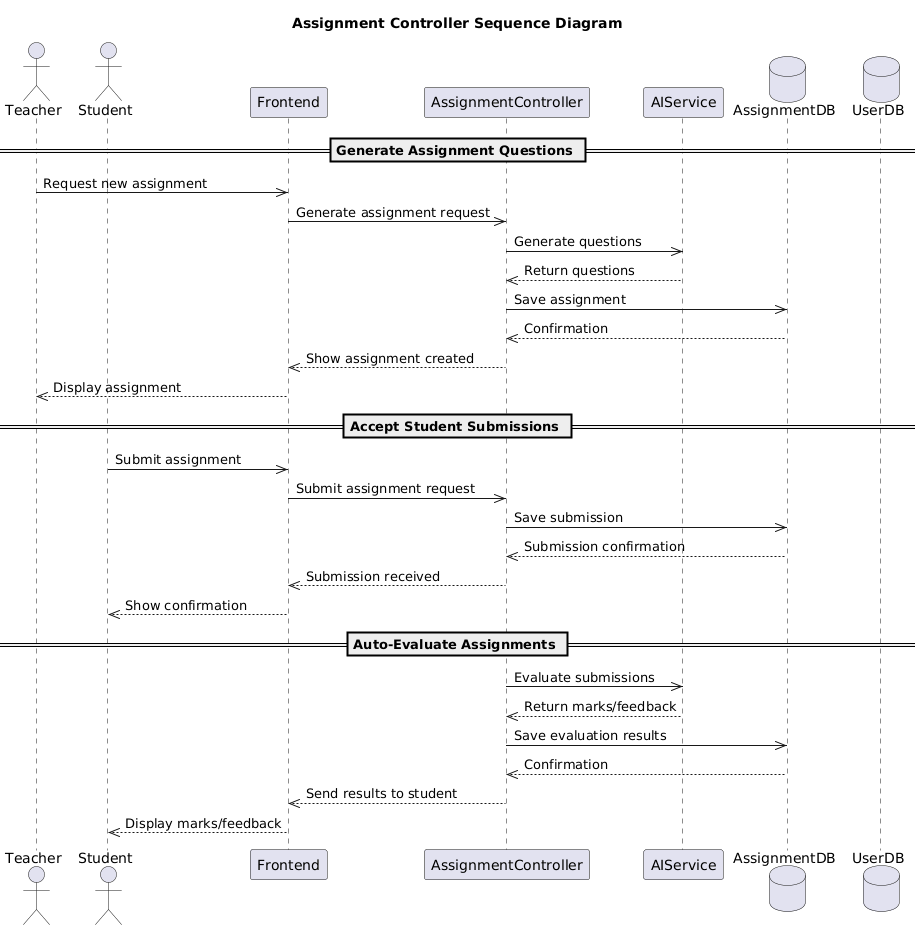 Assignment Controller Sequence Diagram
Teacher Student Frontend AssignmentController AIService AssignmentDB UserDB
Generate Assignment Questions
Request new assignment
Generate assignment request
Generate questions
Return questions
Save assignment
Confirmation
Show assignment created
Display assignment
Accept Student Submissions
Submit assignment
Submit assignment request
Save submission
Submission confirmation
Submission received
Show confirmation
Auto-Evaluate Assignments
Evaluate submissions
Return marks/feedback
Save evaluation results
Confirmation
Send results to student
Display marks/feedback
Teacher Student Frontend AssignmentController AIService AssignmentDB UserDB